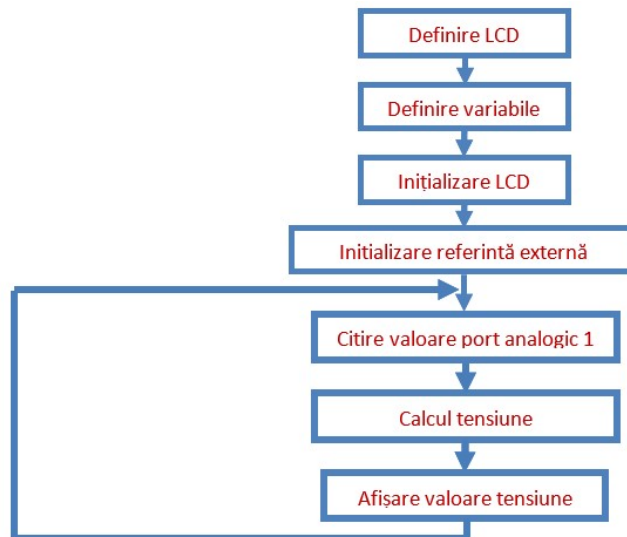 Definire LCD
Definire variabile
Inițializare LCD
Initializare referintă externă
Citire valoare port analogic 1
Calcul tensiune
Afișare valoare tensiune